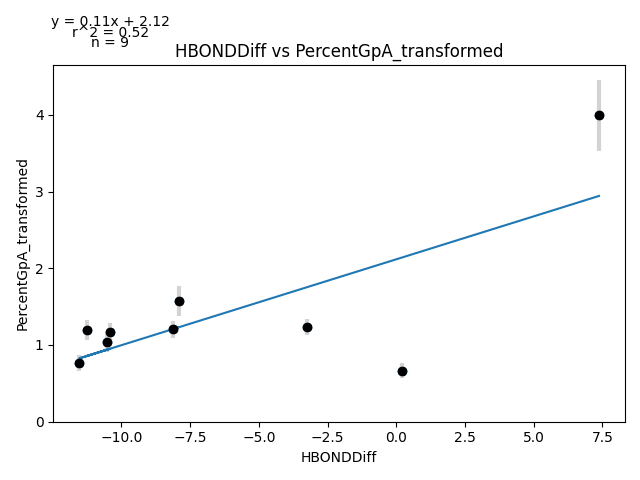 y = 0.11x + 2.12
r^2 = 0.52
n = 9
HBONDDiff vs PercentGpA_transformed
PercentGpA_transformed
4
3
2
1
0
−10.0 −7.5 −5.0 −2.5 0.0 2.5 5.0 7.5
HBONDDiff